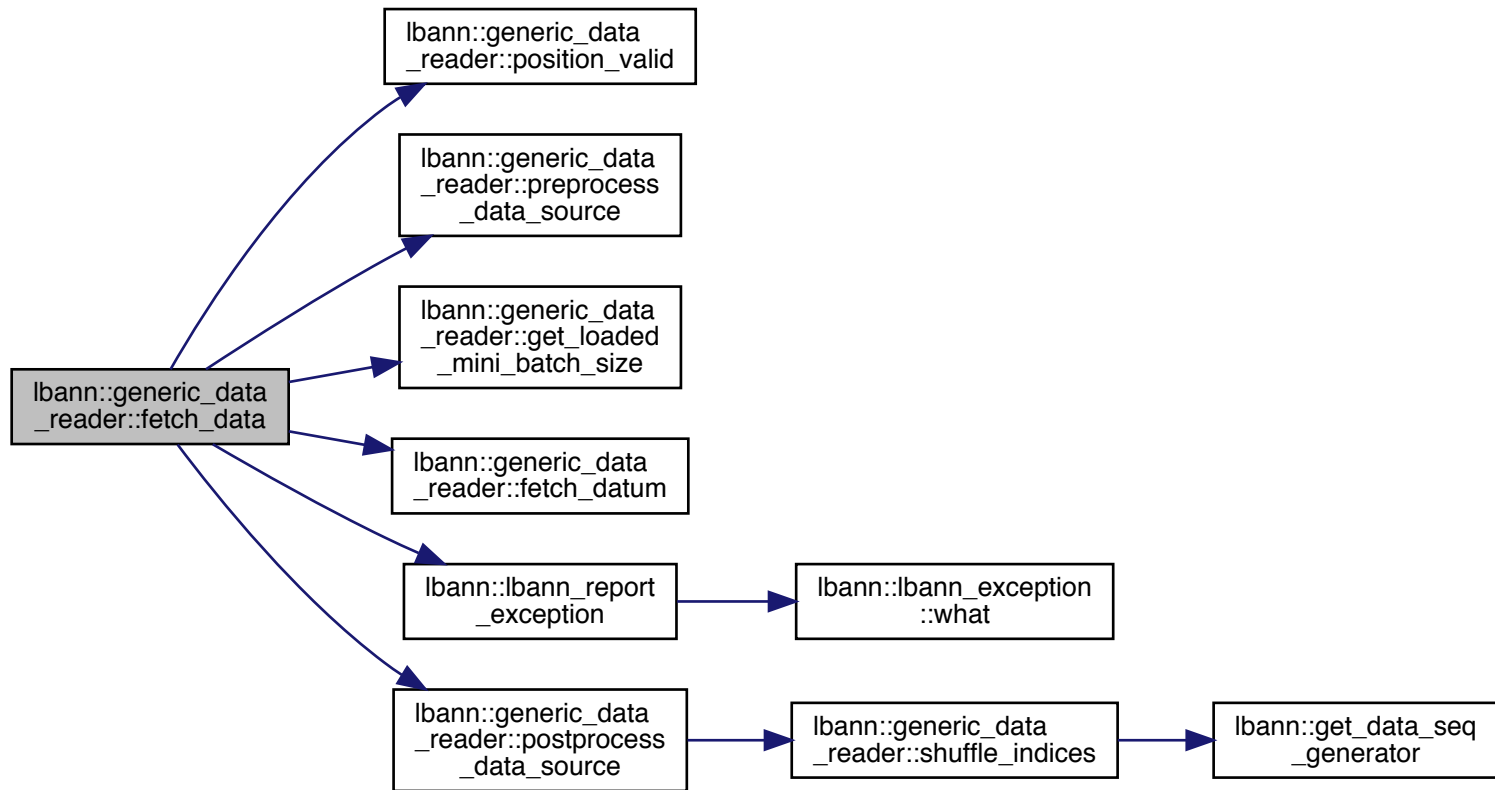 lbann::generic_data
_reader::position_valid
lbann::generic_data
_reader::preprocess
_data_source
lbann::generic_data
_reader::get_loaded
_mini_batch_size
lbann::generic_data
_reader::fetch_data
lbann::generic_data
_reader::fetch_datum
lbann::lbann_report
_exception
lbann::lbann_exception
::what
lbann::generic_data
_reader::postprocess
_data_source
lbann::generic_data
_reader::shuffle_indices
lbann::get_data_seq
_generator